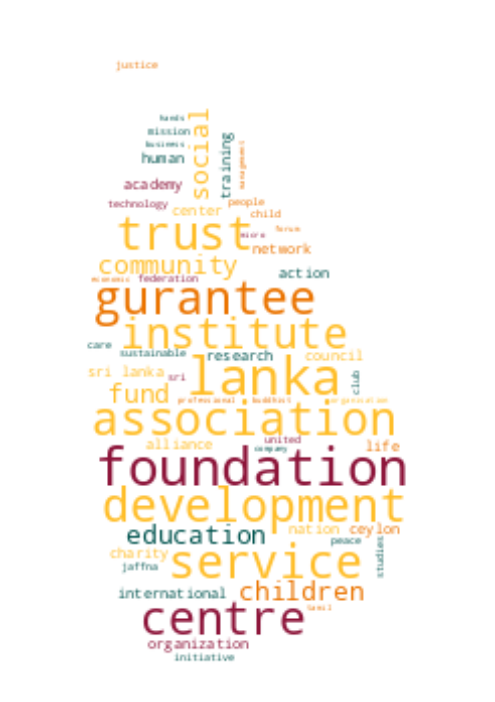 justice
hands
mission
business
human
social
training
management
academy
technology
people
center
child
trust
forum
micro
network
community
action
economic
federation
gurantee
institute
care
sustainable
research
council
lanka
sri lanka
sri
club
fund
professional
buddhist
organisation
association
alliance
united
company
life
foundation
development
education
nation
ceylon
peace
charity
jaffna
service
studies
international
children
centre
tamil
organization
initiative